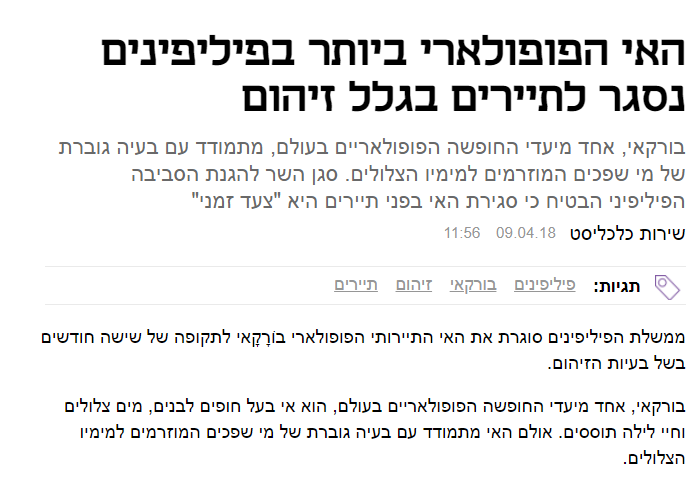 האי הפופולארי ביותר בפיליפינים
נסגר לתיירים בגלל זיהום
בורקאי, אחד מיעדי החופשה הפופולאריים בעולם, מתמודד עם בעיה גוברת
של מי שפכים המוזרמים למימיו הצלולים. סגן השר להגנת הסביבה
הפיליפיני הבטיח כי סגירת האי בפני תיירים היא "צעד זמני"
שירות כלכליסט 09.04.18 11:56
תגיות: פיליפינים בורקאי זיהום תיירים
ממשלת הפיליפינים סוגרת את האי התיירותי הפופולארי בּוֹרָקָאי לתקופה של שישה חודשים
בשל בעיות הזיהום.
בורקאי, אחד מיעדי החופשה הפופולאריים בעולם, הוא אי בעל חופים לבנים, מים צלולים
וחיי לילה תוססים. אולם האי מתמודד עם בעיה גוברת של מי שפכים המוזרמים למימיו
הצלולים.